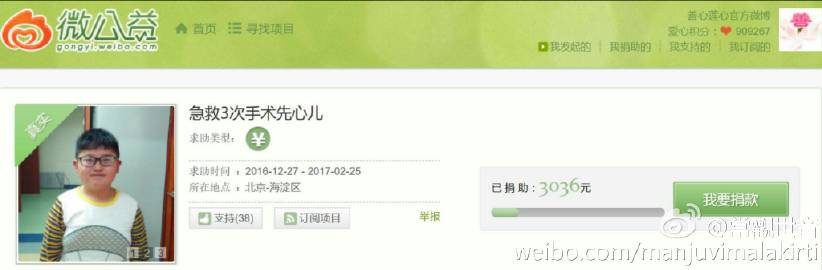 微公益
gongyi.weibo.com
首页
寻找项目
善心莲心官方微博
爱心积分:
909267
我发起的
我捐助的
我支持的
我订阅的
善
真实
急救3次手术先心儿
求助类型:
¥
求助时间 : 2016-12-27 - 2017-02-25
所在地点 : 北京-海淀区
支持(38)
订阅项目
举报
1 2 3
已捐助:3036元
我要捐款
weibo.com/manjuvimalakirti